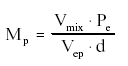 Mp = Vmix · Pe / Vep · d